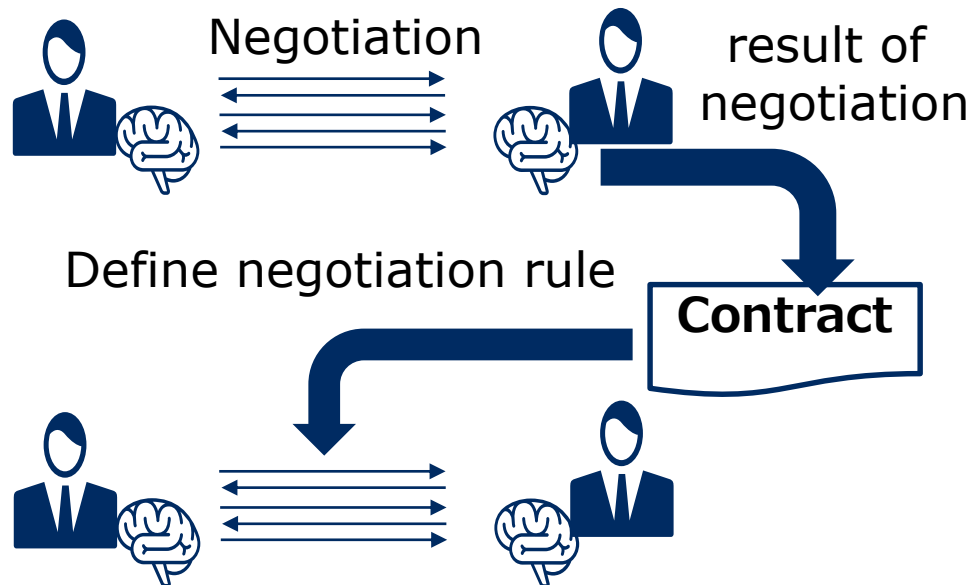 Negotiation
result of
negotiation
Define negotiation rule
Contract